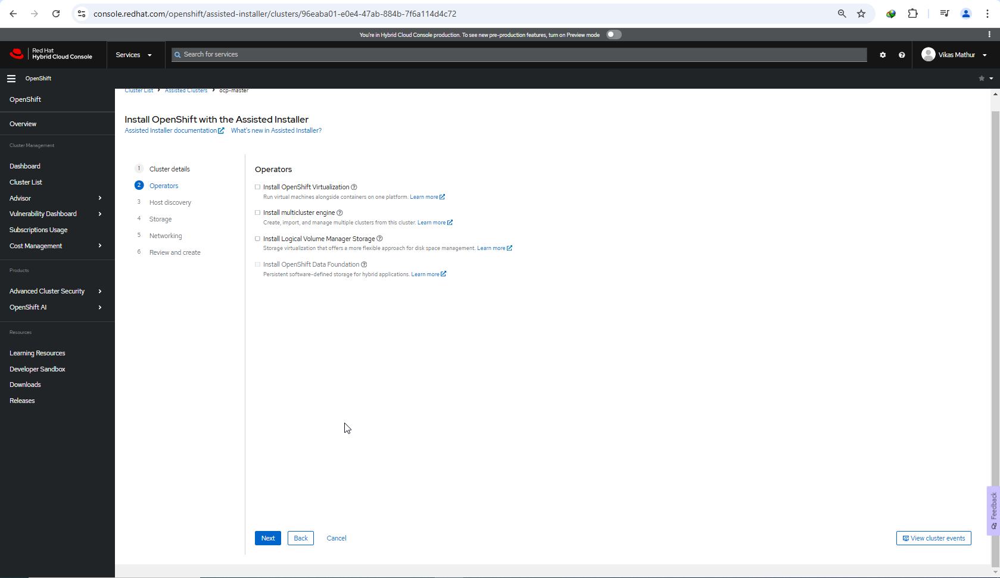 console.redhat.com/openshift/assisted-installer/clusters/96eaba01-e0e4-47ab-884b-7f6a114d4c72
You're in Hybrid Cloud Console production. To see new pre-production features, turn on Preview mode
Red Hat
Hybrid Cloud Console
Services
Search for services
Vikas Mathur
OpenShift
OpenShift
Overview
Cluster Management
Dashboard
Cluster List
Advisor
Vulnerability Dashboard
Subscriptions Usage
Cost Management
Products
Advanced Cluster Security
OpenShift AI
Resources
Learning Resources
Developer Sandbox
Downloads
Releases
Cluster List > Assisted Clusters > ocp-master
Install OpenShift with the Assisted Installer
Assisted Installer documentation What's new in Assisted Installer?
1 Cluster details
2 Operators
3 Host discovery
4 Storage
5 Networking
6 Review and create
Operators
Install OpenShift Virtualization
Run virtual machines alongside containers on one platform. Learn more
Install multicluster engine
Create, import, and manage multiple clusters from this cluster. Learn more
Install Logical Volume Manager Storage
Storage virtualization that offers a more flexible approach for disk space management. Learn more
Install OpenShift Data Foundation
Persistent software-defined storage for hybrid applications. Learn more
Next Back Cancel
View cluster events
Feedback